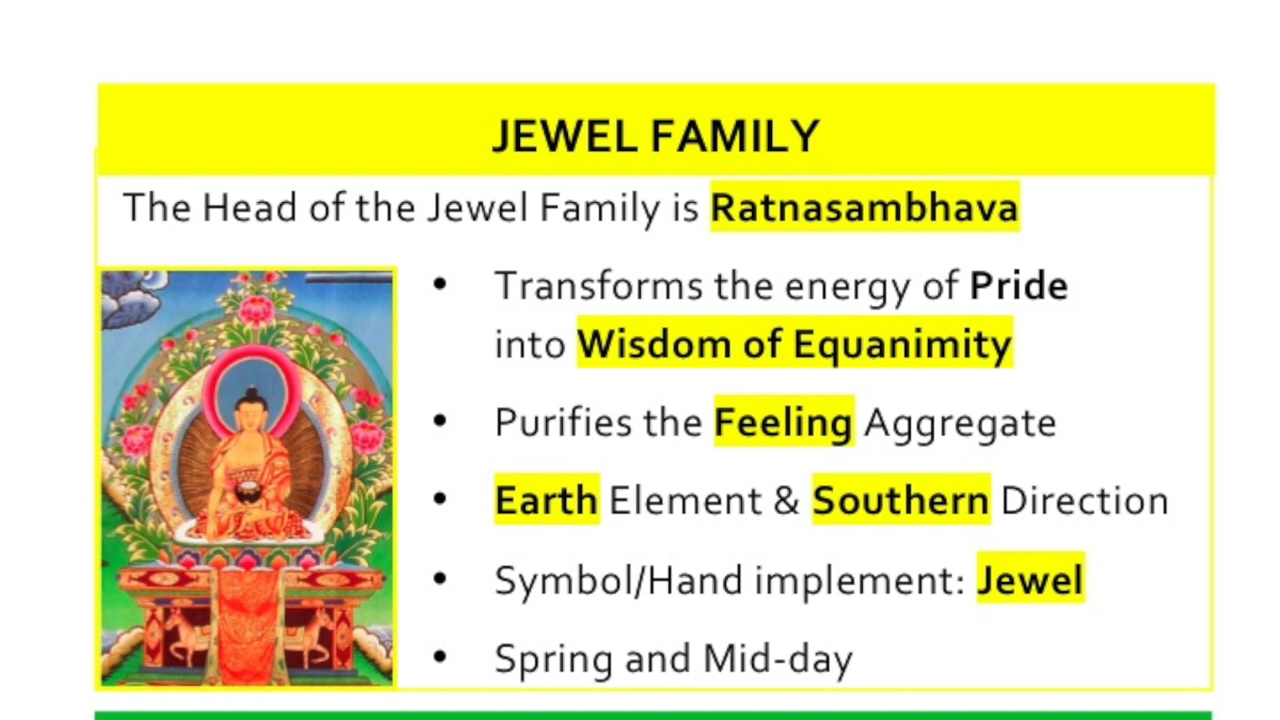 JEWEL FAMILY
The Head of the Jewel Family is Ratnasambhava
• Transforms the energy of Pride
into Wisdom of Equanimity
• Purifies the Feeling Aggregate
• Earth Element & Southern Direction
• Symbol/Hand implement: Jewel
• Spring and Mid-day